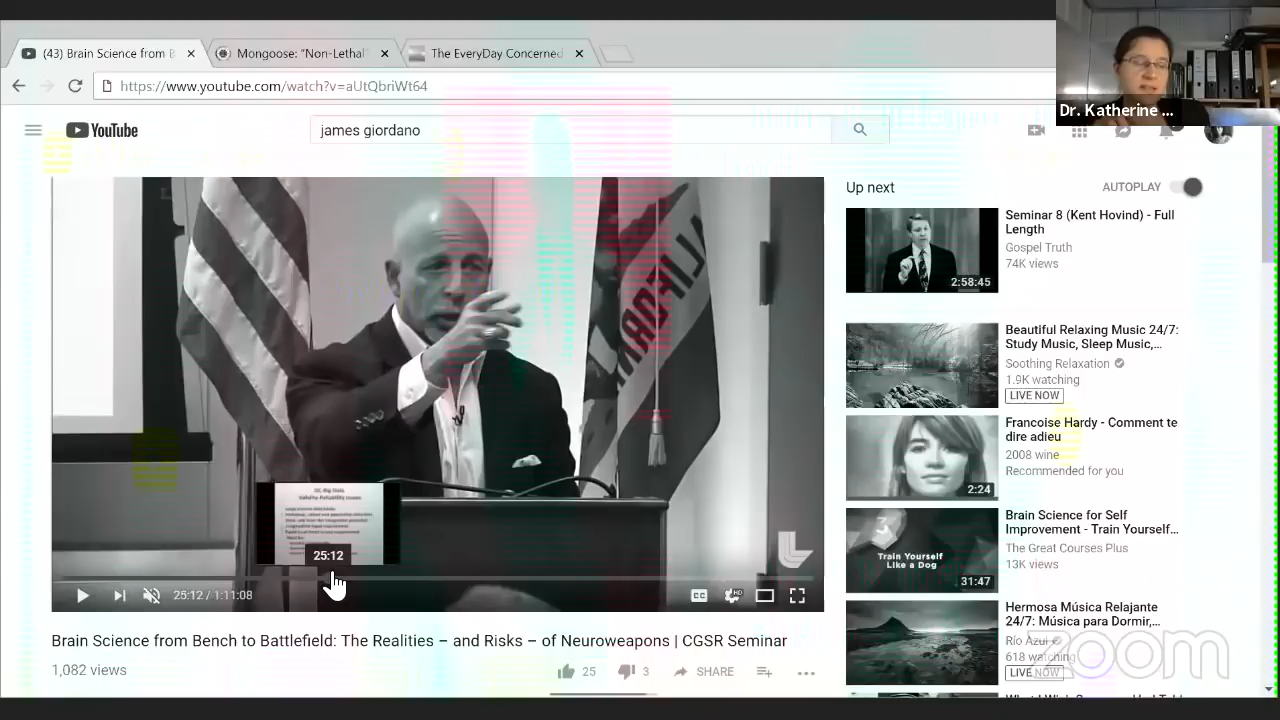 (43) Brain Science from B
Mongoose: "Non-Lethal"
The EveryDay Concerned
https://www.youtube.com/watch?v=aUtQbriWt64
Dr. Katherine ...
YouTube
james giordano
Up next
AUTOPLAY
Seminar 8 (Kent Hovind) - Full
Length
Gospel Truth
74K views
2:58:45
Beautiful Relaxing Music 24/7:
Study Music, Sleep Music,...
Soothing Relaxation
1.9K watching
LIVE NOW
Francoise Hardy - Comment te
dire adieu
2008 wine
Recommended for you
2:24
Brain Science for Self
Improvement - Train Yourself...
The Great Courses Plus
13K views
Train Yourself
Like a Dog
31:47
Hermosa Música Relajante
24/7: Música para Dormir,...
Río Azul
618 watching
LIVE NOW
25:12
25:12 / 1:11:08
CC
HD
Brain Science from Bench to Battlefield: The Realities – and Risks – of Neuroweapons | CGSR Seminar
1,082 views
25
3
SHARE
zoom